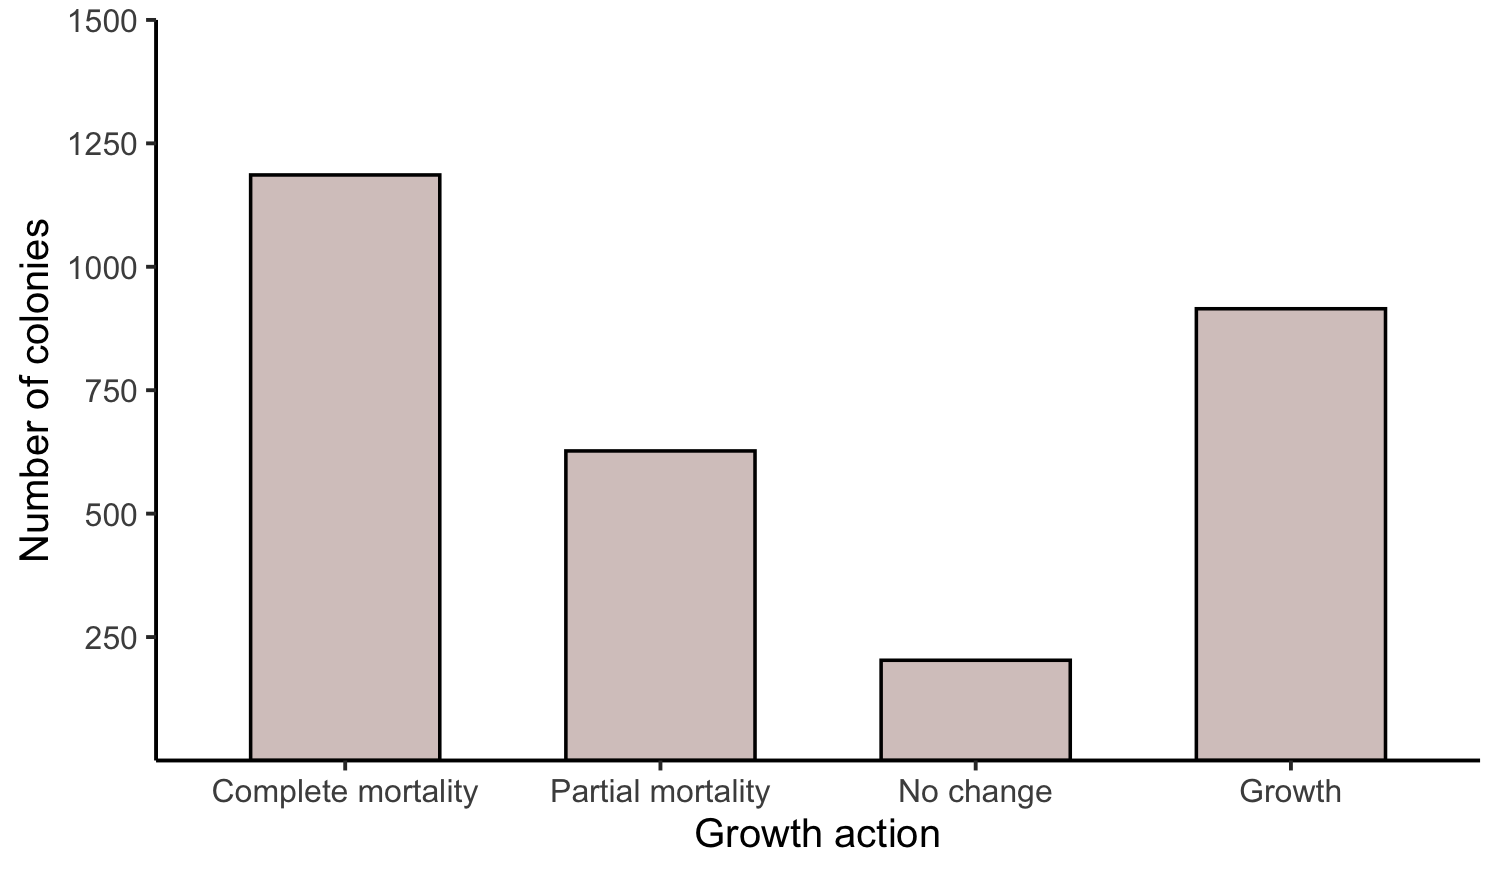 Number of colonies
1500
1250
1000
750
500
250
Complete mortality Partial mortality No change Growth
Growth action